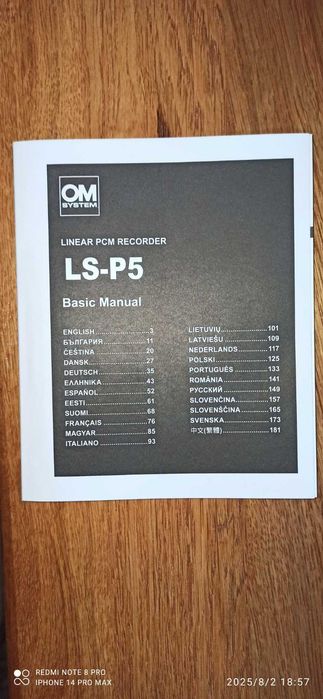 OM
SYSTEM
LINEAR PCM RECORDER
LS-P5
Basic Manual
ENGLISH 3
БЪЛГАРИЯ 11
ČEŠTINA 20
DANSK 27
DEUTSCH 35
ΕΛΛΗΝΙΚΑ 43
ESPAÑOL 52
EESTI 61
SUOMI 68
FRANÇAIS 76
MAGYAR 85
ITALIANO 93
LIETUVIŲ 101
LATVIEŠU 109
NEDERLANDS 117
POLSKI 125
PORTUGUÊS 133
ROMÂNIA 141
РУССКИЙ 149
SLOVENČINA 157
SLOVENŠČINA 165
SVENSKA 173
中文(繁體) 181
REDMI NOTE 8 PRO
IPHONE 14 PRO MAX
2025/8/2 18:57